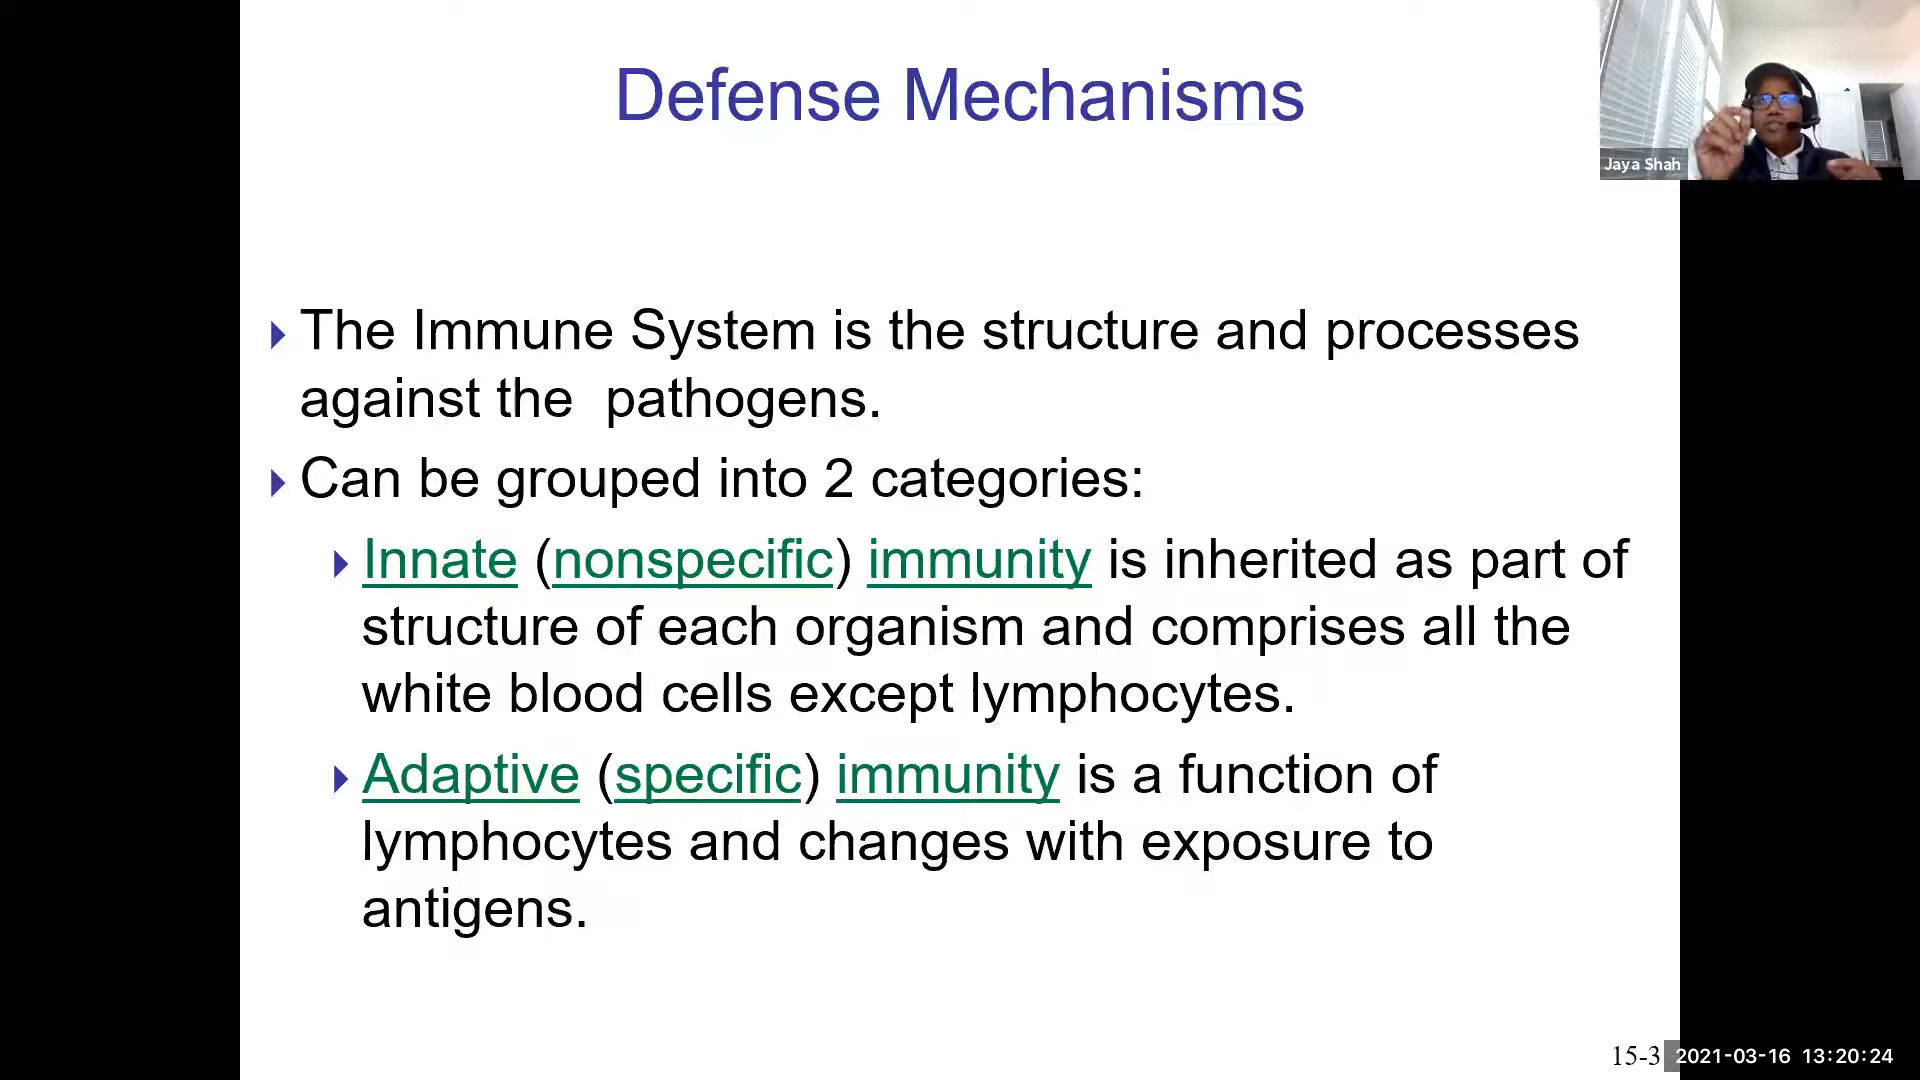 Defense Mechanisms
Jaya Shah
The Immune System is the structure and processes
against the  pathogens.
Can be grouped into 2 categories:
Innate (nonspecific) immunity is inherited as part of
structure of each organism and comprises all the
white blood cells except lymphocytes.
Adaptive (specific) immunity is a function of
lymphocytes and changes with exposure to
antigens.
15-3
2021-03-16 13:20:24